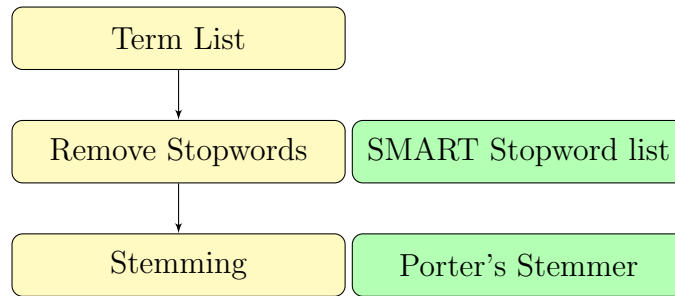 Term List
Remove Stopwords
SMART Stopword list
Stemming
Porter's Stemmer